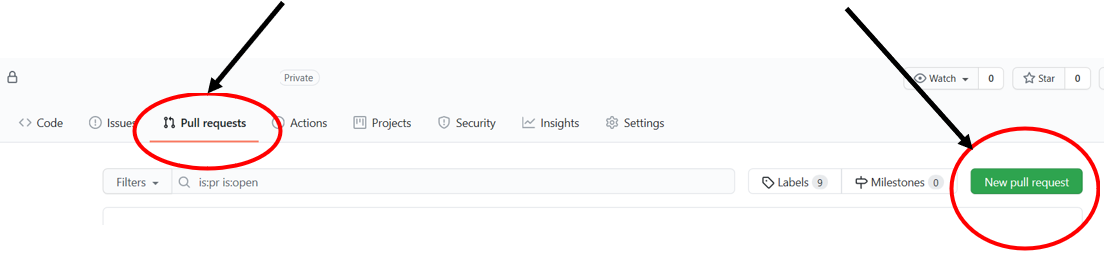 Private
Watch 0 Star 0
Code Issues Pull requests Actions Projects Security Insights Settings
Filters is:pr is:open Labels 9 Milestones 0 New pull request